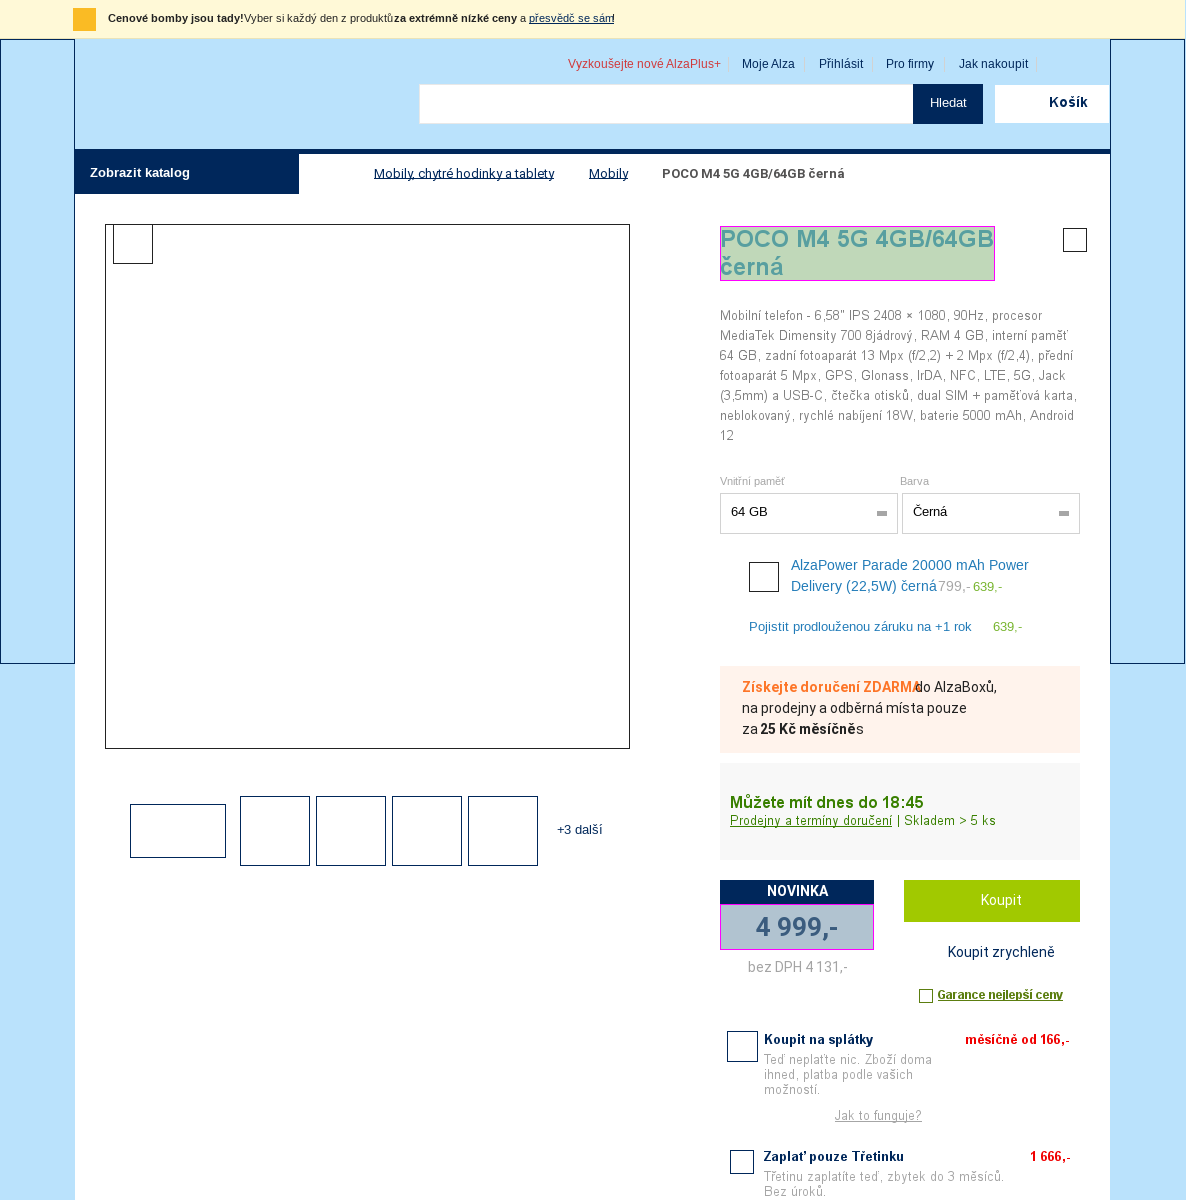 Cenové bomby jsou tady!Vyber si každý den z produktů za extrémně nízké ceny a přesvědč se sám!
Vyzkoušejte nové AlzaPlus+ Moje Alza Přihlásit Pro firmy Jak nakoupit
Hledat Košík
Zobrazit katalog Mobily, chytré hodinky a tablety Mobily POCO M4 5G 4GB/64GB černá
POCO M4 5G 4GB/64GB
černá
Mobilní telefon - 6,58" IPS 2408 × 1080, 90Hz, procesor
MediaTek Dimensity 700 8jádrový, RAM 4 GB, interní paměť
64 GB, zadní fotoaparát 13 Mpx (f/2,2) + 2 Mpx (f/2,4), přední
fotoaparát 5 Mpx, GPS, Glonass, IrDA, NFC, LTE, 5G, Jack
(3,5mm) a USB-C, čtečka otisků, dual SIM + paměťová karta,
neblokovaný, rychlé nabíjení 18W, baterie 5000 mAh, Android
12
Vnitřní paměť Barva
64 GB Černá
AlzaPower Parade 20000 mAh Power
Delivery (22,5W) černá 799,- 639,-
Pojistit prodlouženou záruku na +1 rok 639,-
Získejte doručení ZDARMA do AlzaBoxů,
na prodejny a odběrná místa pouze
za 25 Kč měsíčně s
Můžete mít dnes do 18:45
Prodejny a termíny doručení | Skladem > 5 ks
+3 další
NOVINKA
4 999,-
bez DPH 4 131,-
Koupit
Koupit zrychleně
Garance nejlepší ceny
Koupit na splátky měsíčně od 166,-
Teď neplaťte nic. Zboží doma
ihned, platba podle vašich
možností.
Jak to funguje?
Zaplať pouze Třetinku 1 666,-
Třetinu zaplatíte teď, zbytek do 3 měsíců.
Bez úroků.